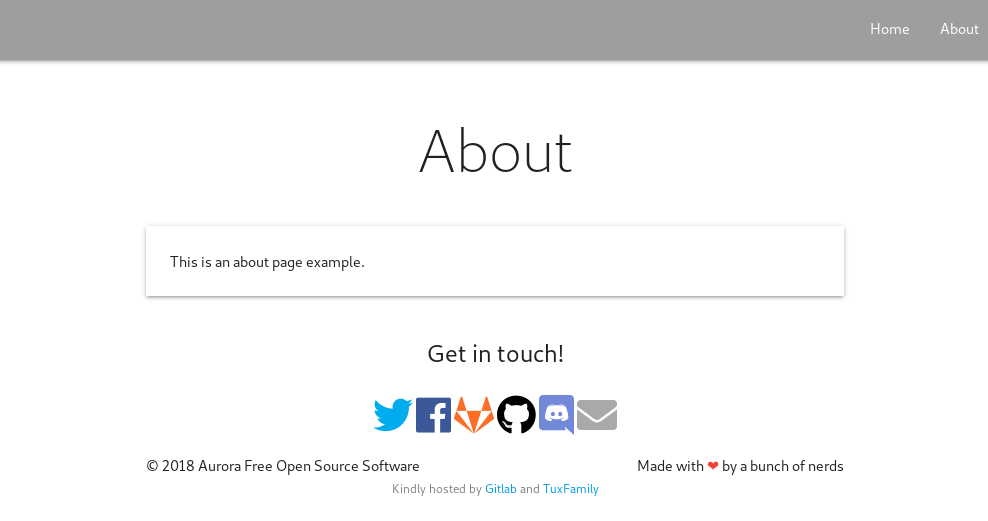 Home About
About
This is an about page example.
Get in touch!
© 2018 Aurora Free Open Source Software Made with ❤ by a bunch of nerds
Kindly hosted by Gitlab and TuxFamily